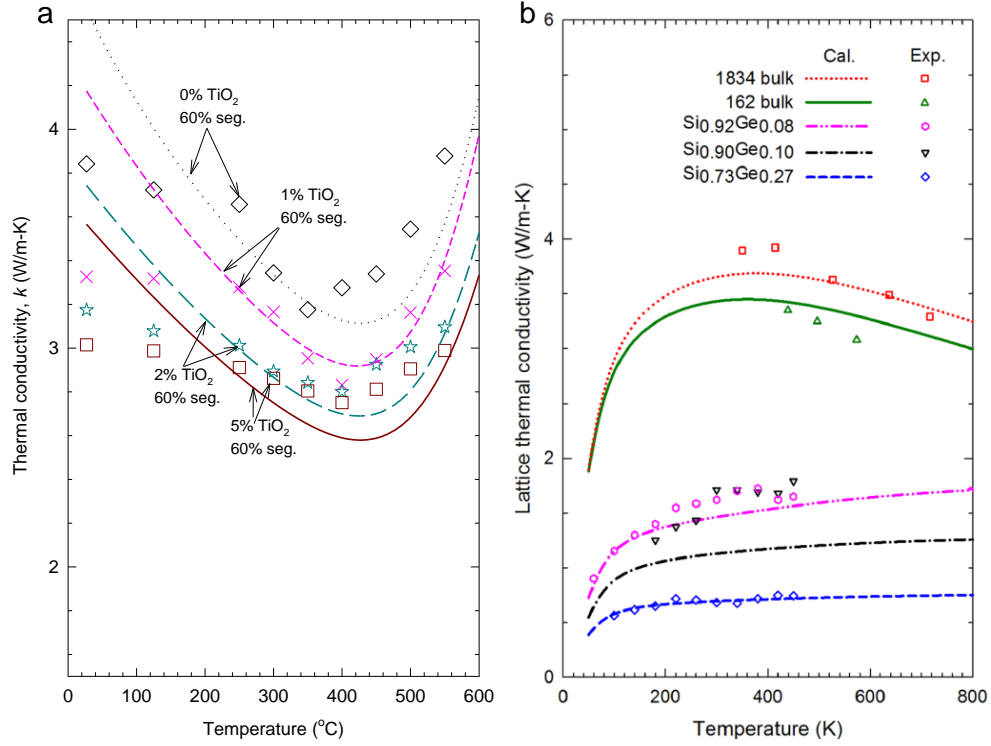 a
Thermal conductivity, k (W/m-K)
4
3
2
0% TiO2
60% seg.
1% TiO2
60% seg.
2% TiO2
60% seg.
5% TiO2
60% seg.
0 100 200 300 400 500 600
Temperature (oC)
b
Lattice thermal conductivity (W/m-K)
6
4
2
0
Cal. Exp.
1834 bulk
162 bulk
Si0.92Ge0.08
Si0.90Ge0.10
Si0.73Ge0.27
0 200 400 600 800
Temperature (K)